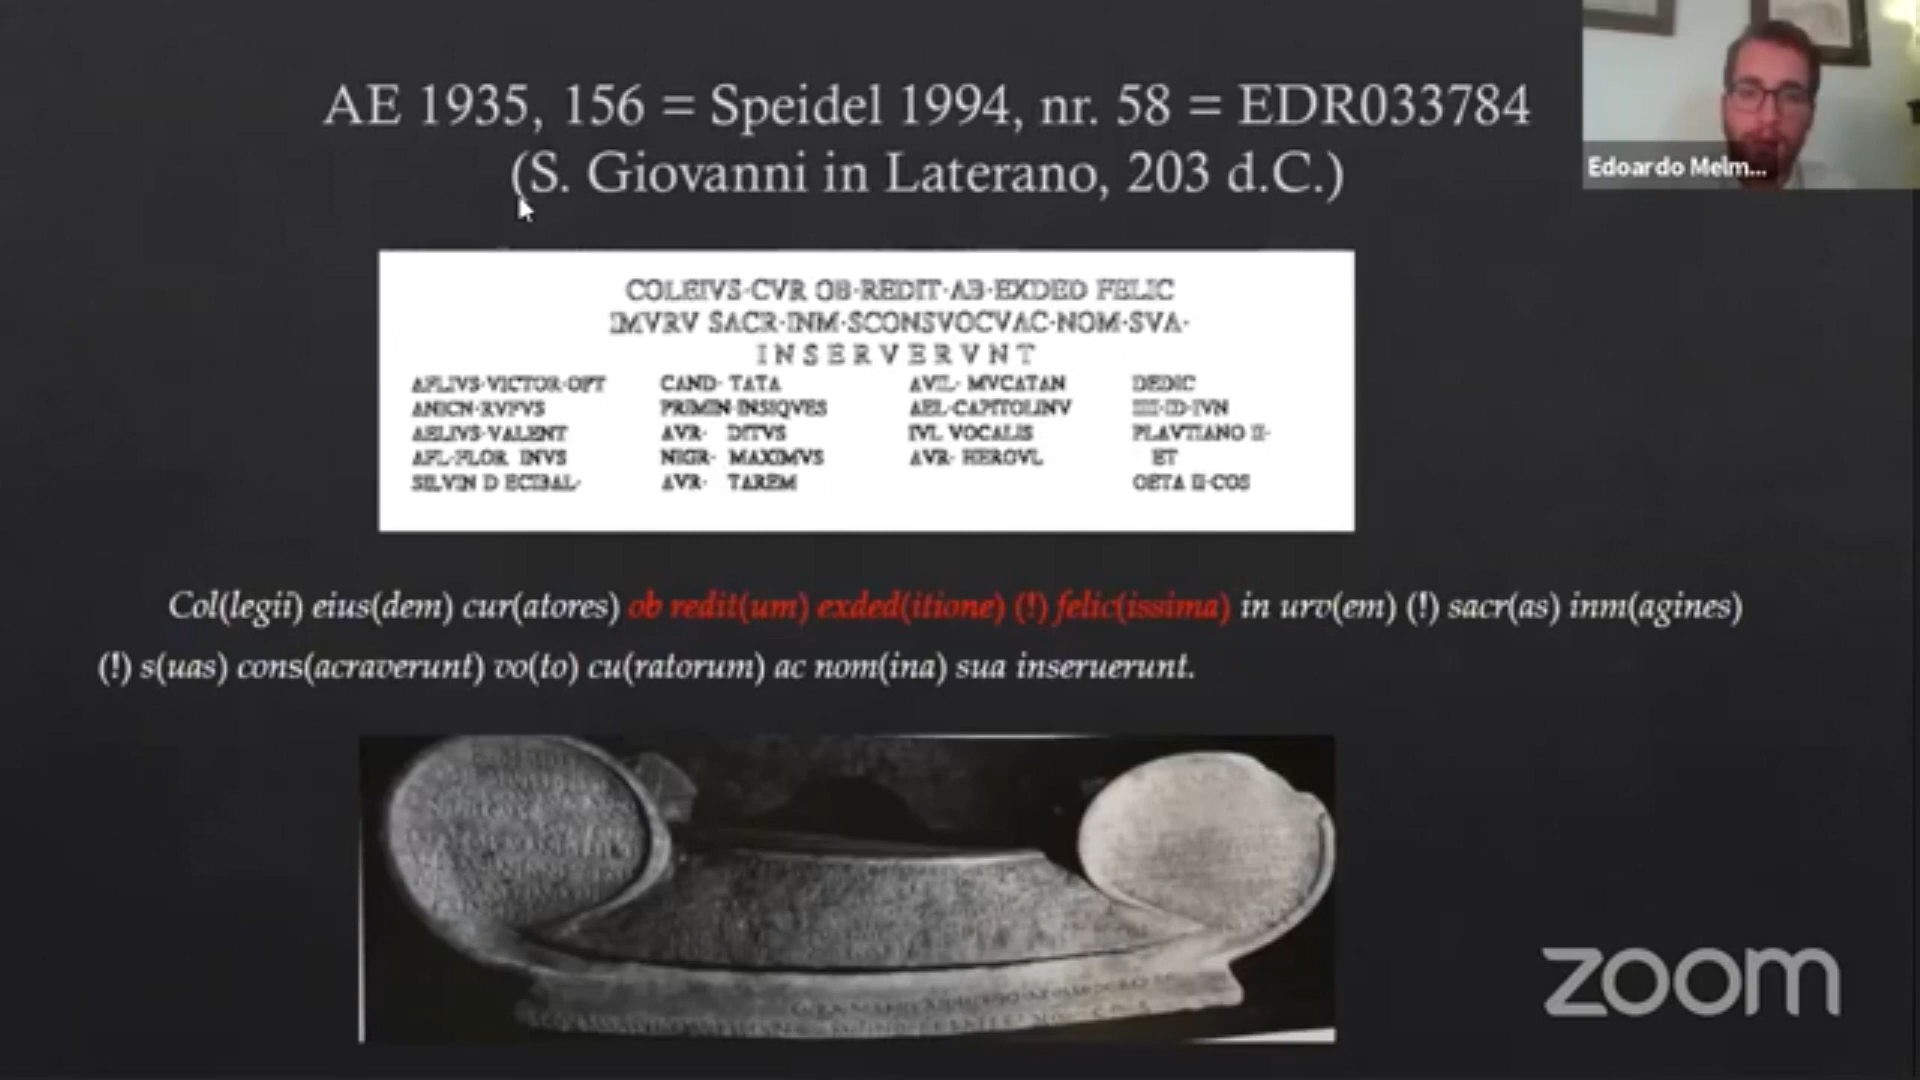 AE 1935, 156 = Speidel 1994, nr. 58 = EDR033784
(S. Giovanni in Laterano, 203 d.C.)
Edoardo Melm...
COLEIVS·CVR OB·REDIT·AB·EXDED FELIC
IMVRV SACR·INM·SCONSVOCVAC·NOM·SVA·
INSERVERVNT
AELIVS·VICTOR·OPT
ANICN·RVFVS
AELIVS·VALENT
AFL·FLOR INVS
SILVIN D ECIBAL·
CAND· TATA
PRIMIN·INSIQVES
AVR· DITVS
NIGR· MAXIMVS
AVR· TAREM
AVIL· MVCATAN
AEL·CAPITOLINV
IVL VOCALIS
AVR· HEROVL
DEDIC
IIII·ID·IVN
PLAVTIANO II·
ET
OETA II·COS
Col(legii) eius(dem) cur(atores) ob redit(um) exded(itione) (!) felic(issima) in urv(em) (!) sacr(as) inm(agines)
(!) s(uas) cons(acraverunt) vo(to) cu(ratorum) ac nom(ina) sua inseruerunt.
zoom